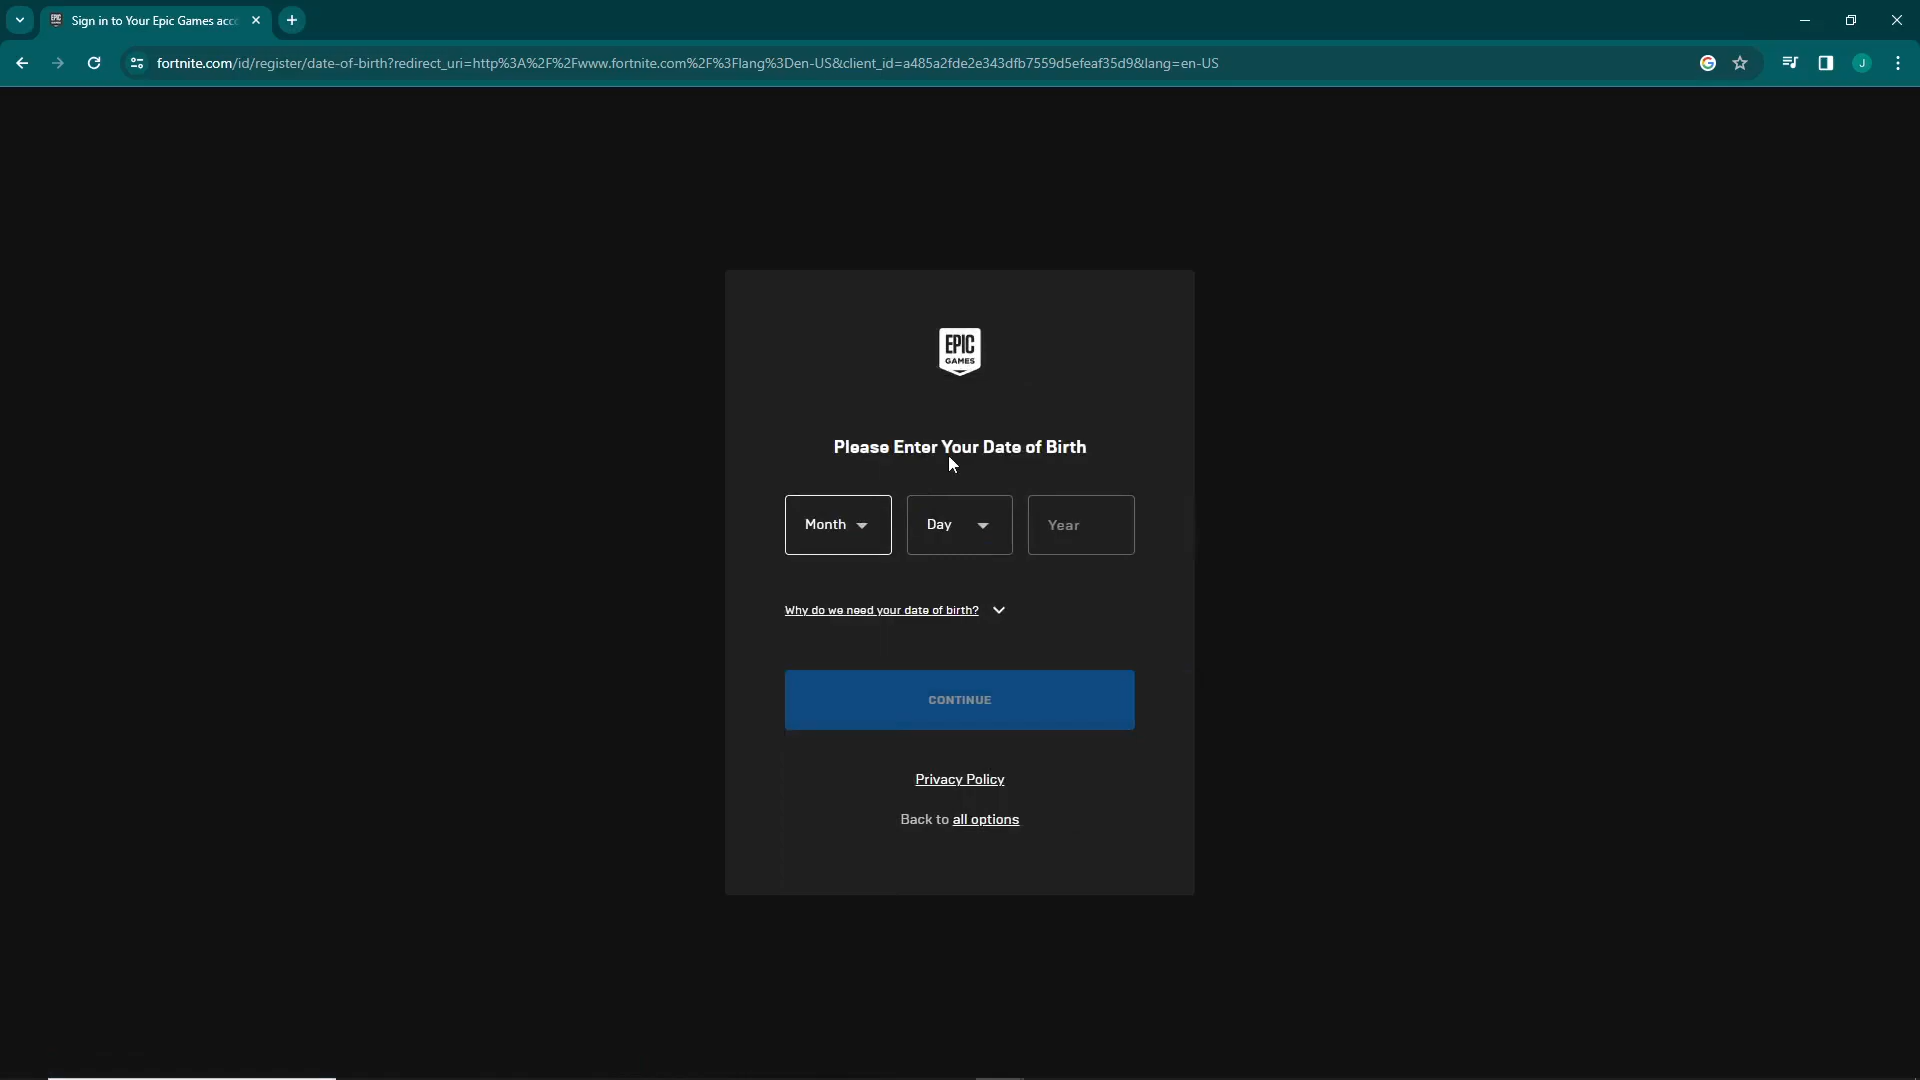 Sign in to Your Epic Games acc
fortnite.com/id/register/date-of-birth?redirect_uri=http%3A%2F%2Fwww.fortnite.com%2F%3Flang%3Den-US&client_id=a485a2fde2e343dfb7559d5efeaf35d9&lang=en-US
J
EPIC
GAMES
Please Enter Your Date of Birth
Month Day Year
Why do we need your date of birth?
CONTINUE
Privacy Policy
Back to all options